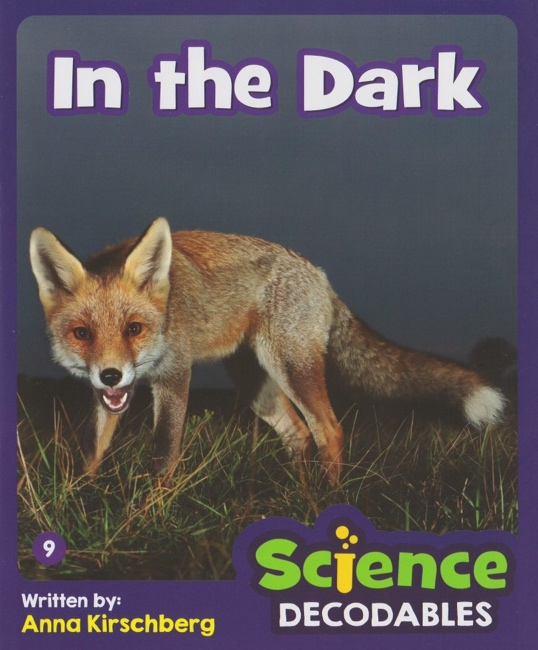 In the Dark
9
Written by:
Anna Kirschberg
Science
DECODABLES